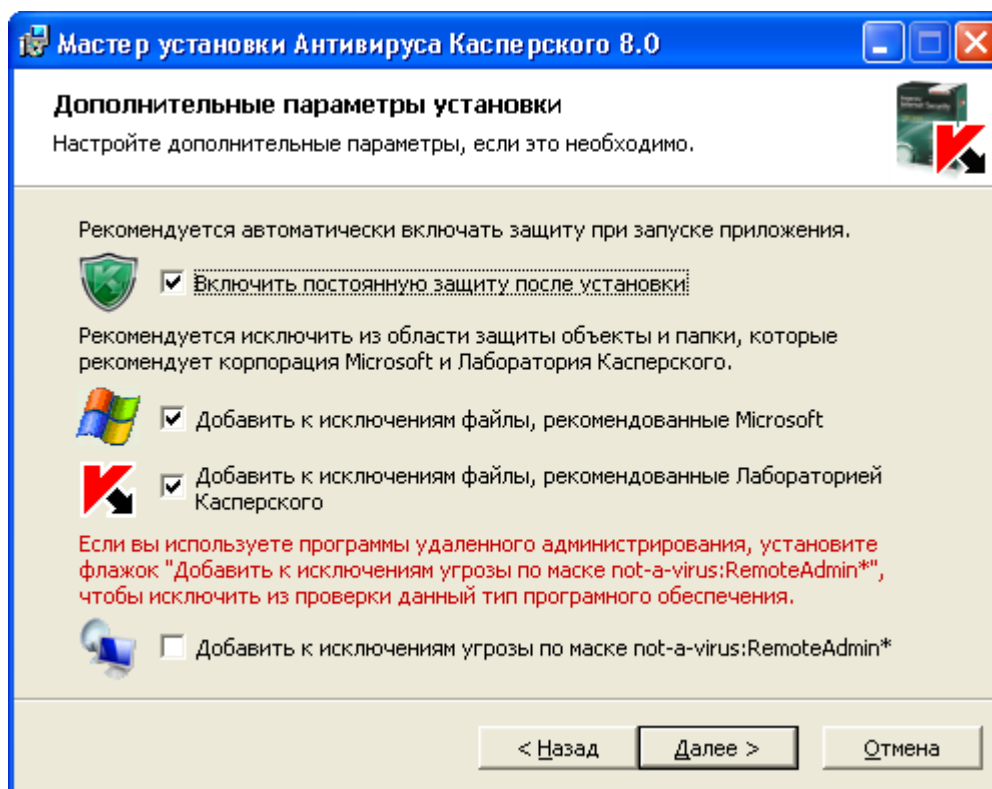 Мастер установки Антивируса Касперского 8.0
Дополнительные параметры установки
Настройте дополнительные параметры, если это необходимо.
Рекомендуется автоматически включать защиту при запуске приложения.
Включить постоянную защиту после установки
Рекомендуется исключить из области защиты объекты и папки, которые
рекомендует корпорация Microsoft и Лаборатория Касперского.
Добавить к исключениям файлы, рекомендованные Microsoft
Добавить к исключениям файлы, рекомендованные Лабораторией
Касперского
Если вы используете программы удаленного администрирования, установите
флажок "Добавить к исключениям угрозы по маске not-a-virus:RemoteAdmin*",
чтобы исключить из проверки данный тип програмного обеспечения.
Добавить к исключениям угрозы по маске not-a-virus:RemoteAdmin*
< Назад
Далее >
Отмена